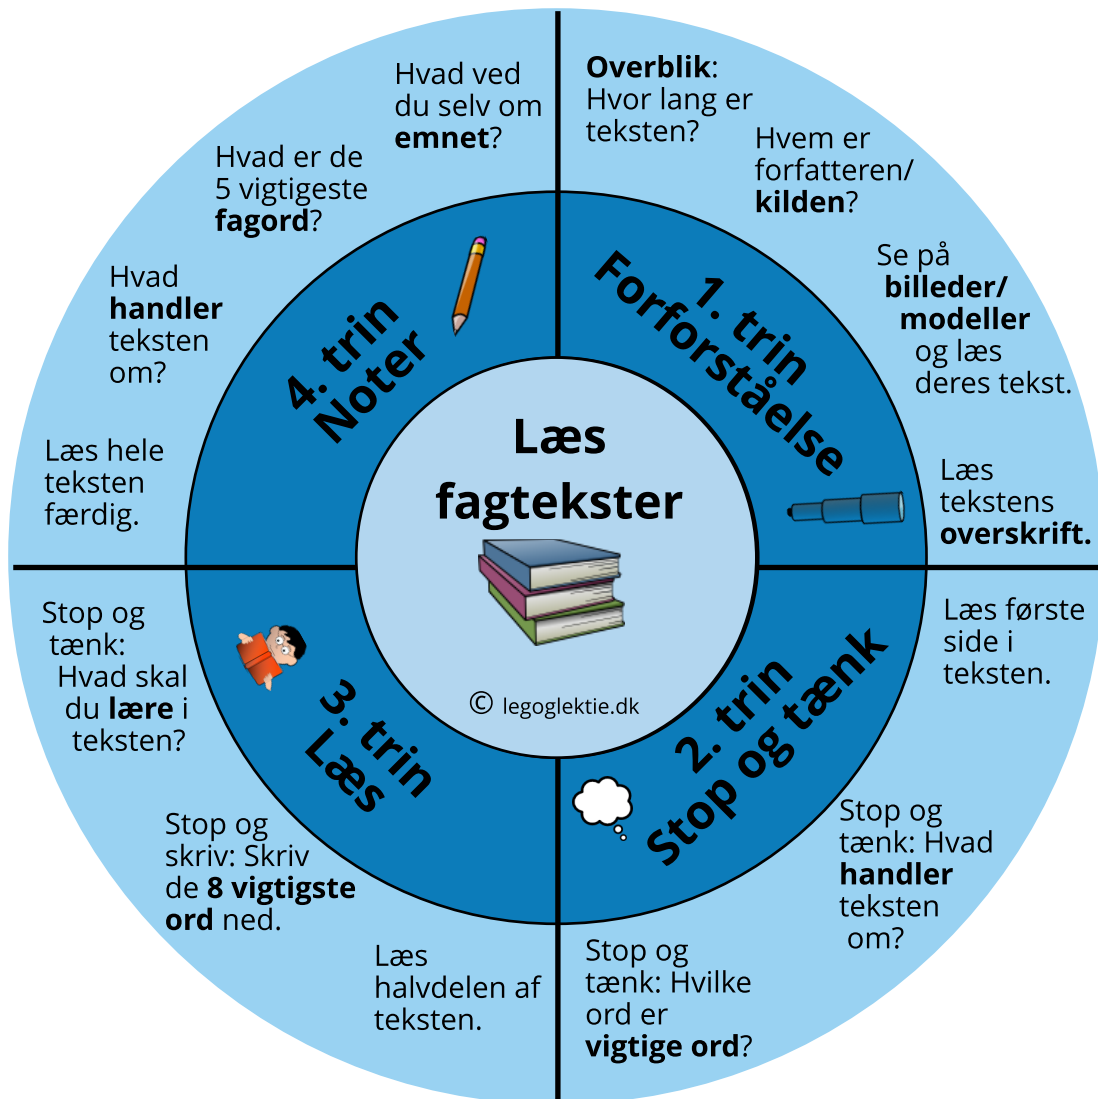 Læs
fagtekster
© legoglektie.dk
1. trin
Forforståelse
Overblik:
Hvor lang er
teksten?
Hvem er
forfatteren/
kilden?
Se på
billeder/
modeller
og læs
deres tekst.
Læs
tekstens
overskrift.
2. trin
Stop og tænk
Læs første
side i
teksten.
Stop og
tænk: Hvad
handler
teksten
om?
Stop og
tænk: Hvilke
ord er
vigtige ord?
3. trin
Læs
Læs
halvdelen af
teksten.
Stop og
skriv: Skriv
de 8 vigtigste
ord ned.
Stop og
tænk:
Hvad skal
du lære i
teksten?
4. trin
Noter
Læs hele
teksten
færdig.
Hvad
handler
teksten
om?
Hvad er de
5 vigtigeste
fagord?
Hvad ved
du selv om
emnet?